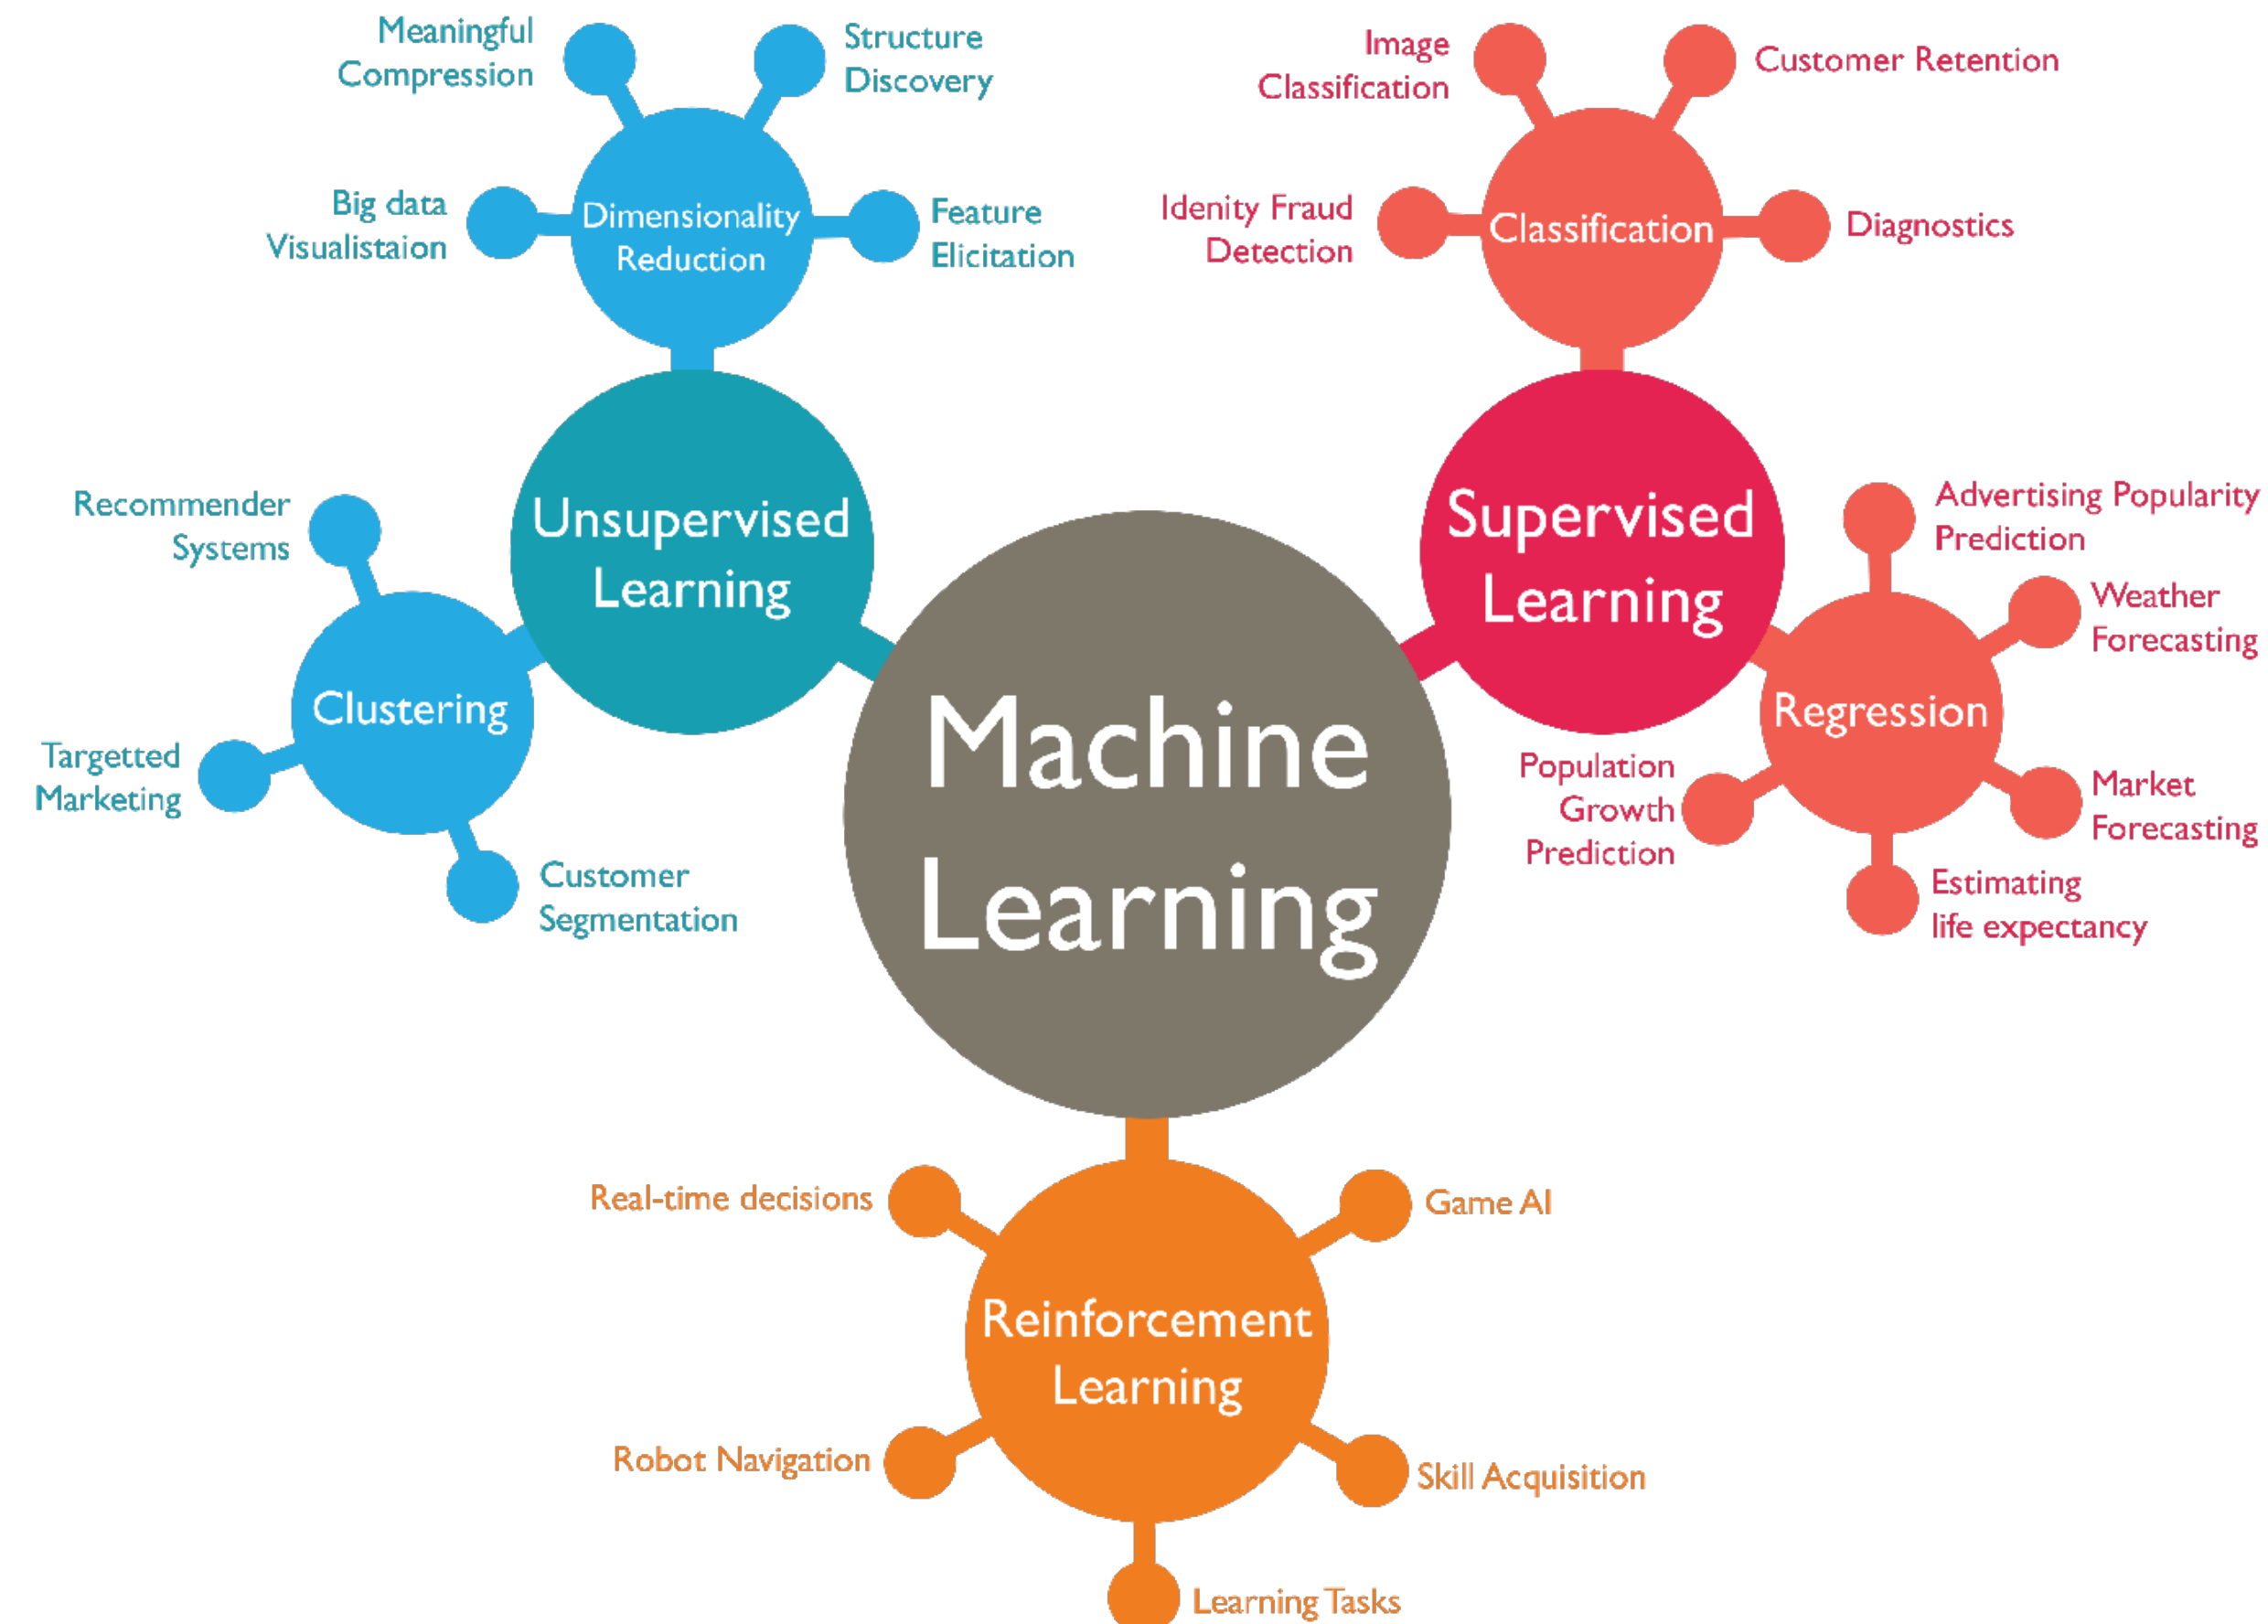 Meaningful
Compression
Structure
Discovery
Big data
Visualistaion
Dimensionality
Reduction
Feature
Elicitation
Image
Classification
Customer Retention
Idenity Fraud
Detection
Classification
Diagnostics
Unsupervised
Learning
Supervised
Learning
Recommender
Systems
Clustering
Targetted
Marketing
Customer
Segmentation
Machine
Learning
Advertising Popularity
Prediction
Weather
Forecasting
Regression
Population
Growth
Prediction
Market
Forecasting
Estimating
life expectancy
Real-time decisions
Game AI
Reinforcement
Learning
Robot Navigation
Skill Acquisition
Learning Tasks